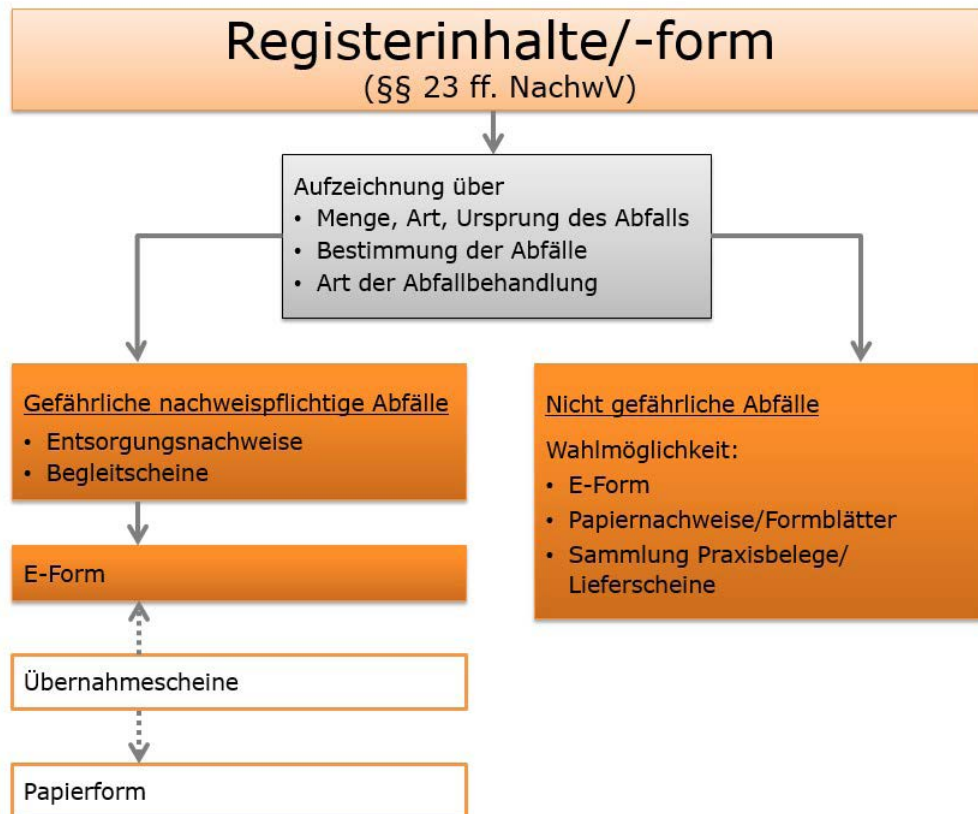 Registerinhalte/-form
(§§ 23 ff. NachwV)
Aufzeichnung über
• Menge, Art, Ursprung des Abfalls
• Bestimmung der Abfälle
• Art der Abfallbehandlung
Gefährliche nachweispflichtige Abfälle
• Entsorgungsnachweise
• Begleitscheine
E-Form
Übernahmescheine
Papierform
Nicht gefährliche Abfälle
Wahlmöglichkeit:
• E-Form
• Papiernachweise/Formblätter
• Sammlung Praxisbelege/
Lieferscheine